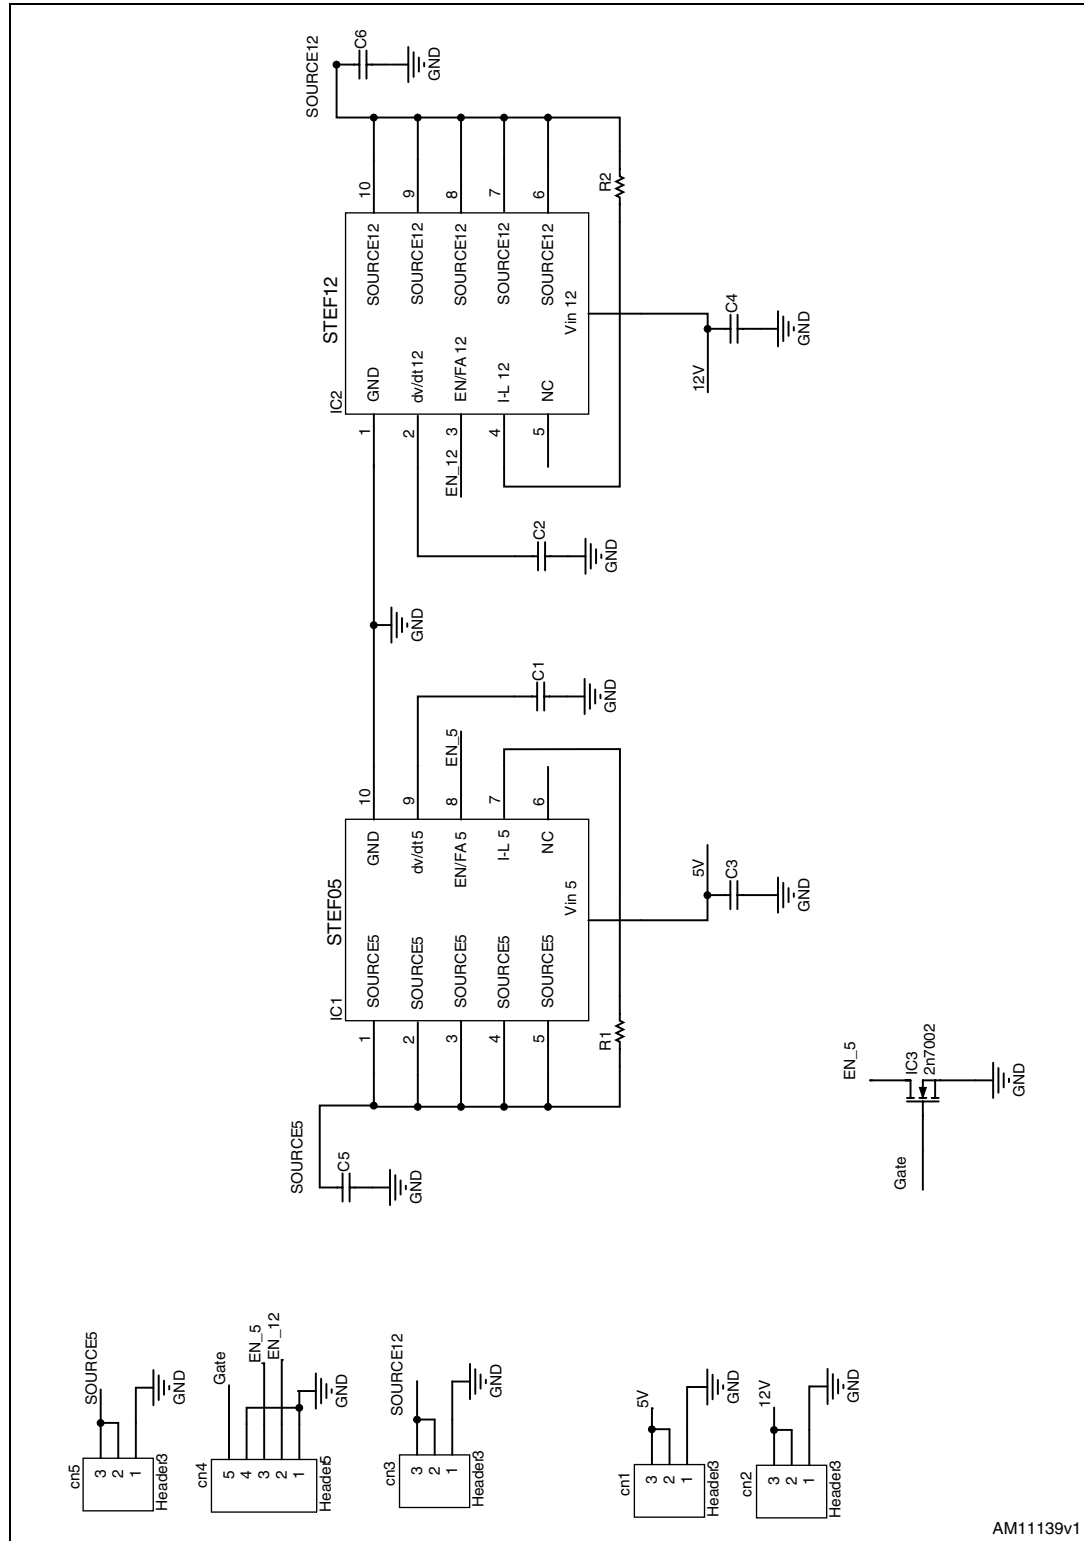 SOURCE12
C6
GND
STEF12
IC2
1
GND
SOURCE12
10
2
dv/dt12
SOURCE12
9
EN_12
3
EN/FA 12
SOURCE12
8
4
I-L 12
SOURCE12
7
5
NC
SOURCE12
6
Vin 12
R2
12V
C4
GND
C2
GND
GND
C1
GND
STEF05
IC1
1
SOURCE5
GND
10
2
SOURCE5
dv/dt5
9
3
SOURCE5
EN/FA 5
8
EN_5
4
SOURCE5
I-L 5
7
5
SOURCE5
NC
6
Vin 5
R1
5V
C3
GND
SOURCE5
C5
GND
EN_5
IC3
2n7002
Gate
GND
cn5
3
2
1
Header3
SOURCE5
GND
cn4
5
4
3
2
1
Header5
Gate
EN_5
EN_12
GND
cn3
3
2
1
Header3
SOURCE12
GND
cn1
3
2
1
Header3
5V
GND
cn2
3
2
1
Header3
12V
GND
AM11139v1